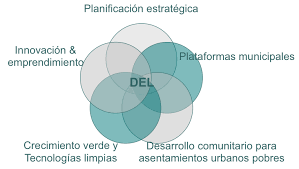 Planificación estratégica
Innovación &
emprendimiento
Plataformas municipales
DEL
Crecimiento verde y
Tecnologías limpias
Desarrollo comunitario para
asentamientos urbanos pobres